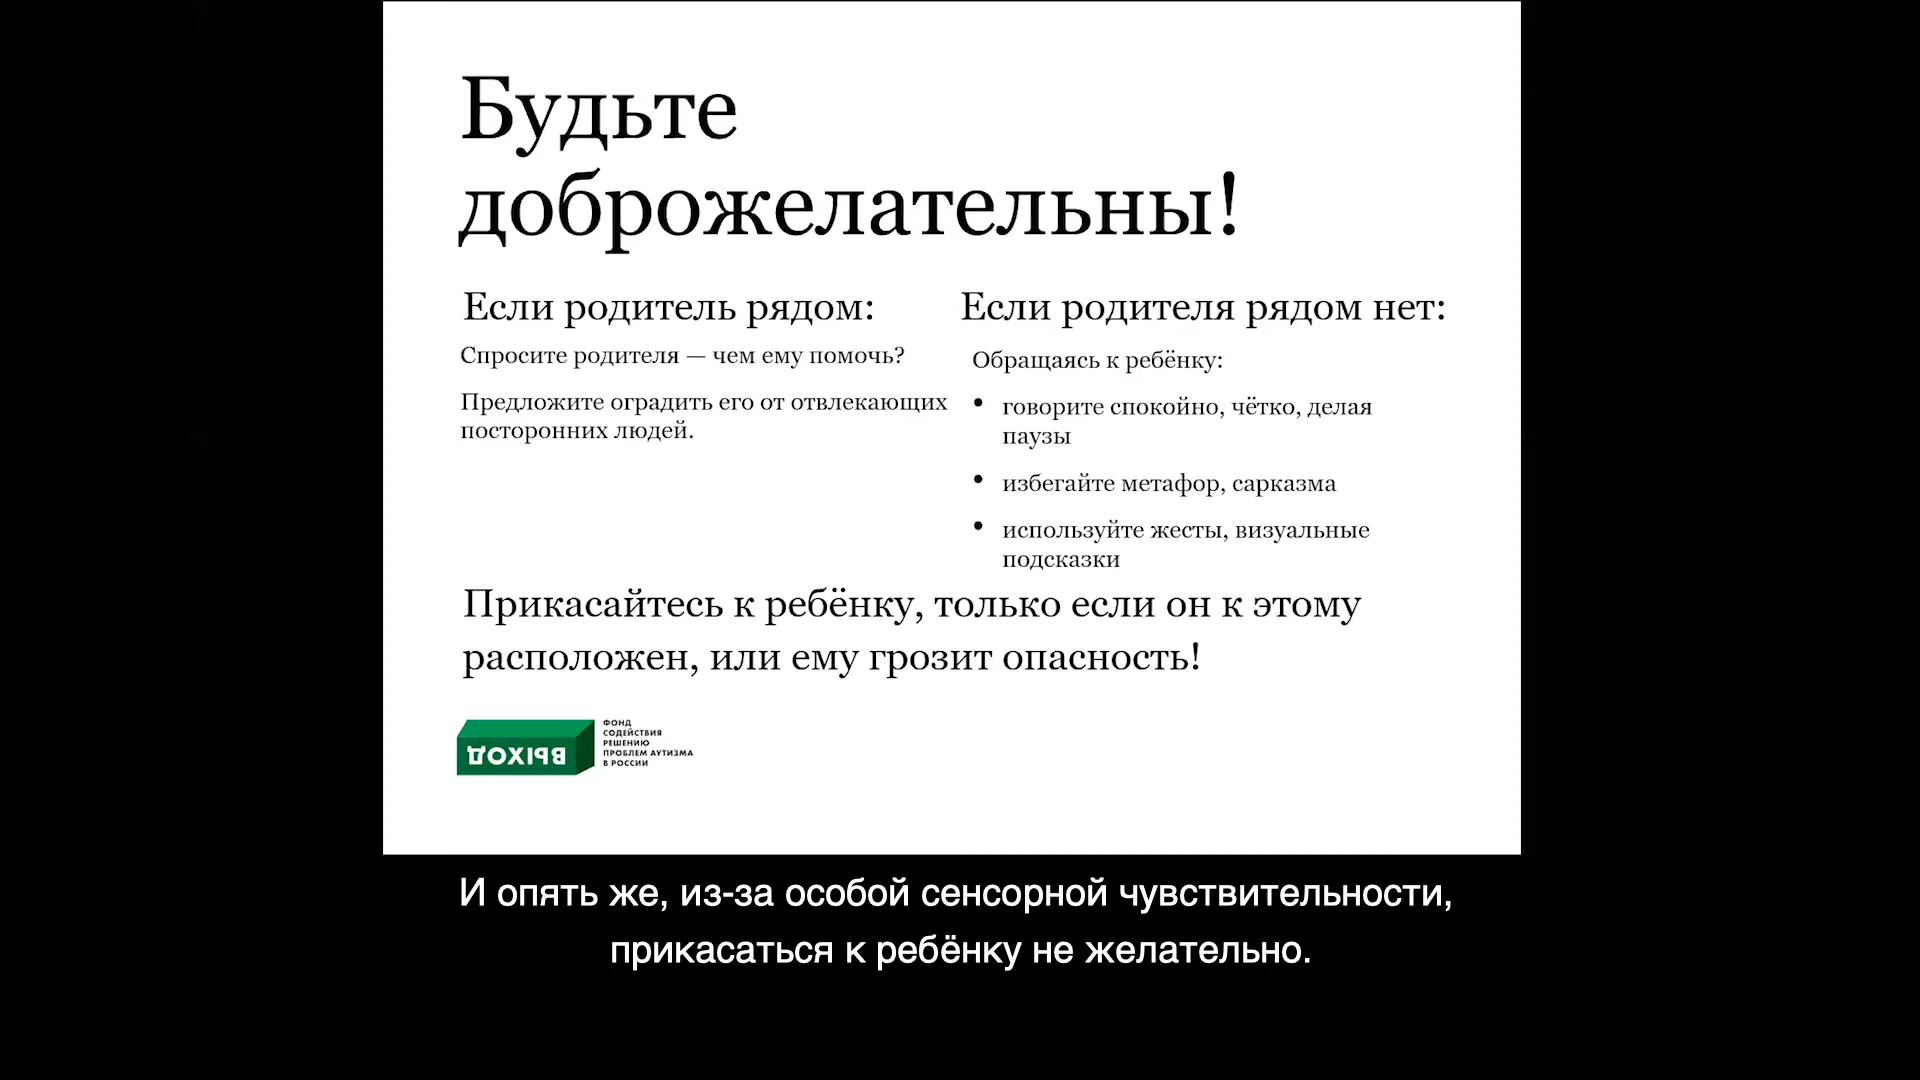 Будьте
доброжелательны!
Если родитель рядом:
Спросите родителя — чем ему помочь?
Предложите оградить его от отвлекающих
посторонних людей.
Если родителя рядом нет:
Обращаясь к ребёнку:
• говорите спокойно, чётко, делая
паузы
• избегайте метафор, сарказма
• используйте жесты, визуальные
подсказки
Прикасайтесь к ребёнку, только если он к этому
расположен, или ему грозит опасность!
ВЫХОД
ФОНД
СОДЕЙСТВИЯ
РЕШЕНИЮ
ПРОБЛЕМ АУТИЗМА
В РОССИИ
И опять же, из-за особой сенсорной чувствительности,
прикасаться к ребёнку не желательно.